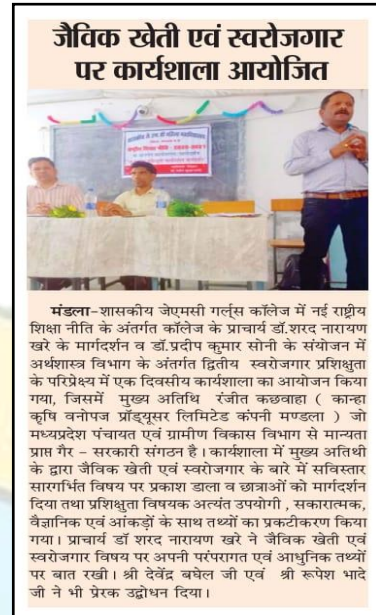 जैविक खेती एवं स्वरोजगार
पर कार्यशाला आयोजित
मंडला-शासकीय जेएमसी गर्ल्स कॉलेज में नई राष्ट्रीय
शिक्षा नीति के अंतर्गत कॉलेज के प्राचार्य डॉ.शरद नारायण
खरे के मार्गदर्शन व डॉ.प्रदीप कुमार सोनी के संयोजन में
अर्थशास्त्र विभाग के अंतर्गत द्वितीय स्वरोजगार प्रशिक्षुता
के परिप्रेक्ष्य में एक दिवसीय कार्यशाला का आयोजन किया
गया, जिसमें मुख्य अतिथि रंजीत कछवाहा ( कान्हा
कृषि वनोपज प्रॉड्यूसर लिमिटेड कंपनी मण्डला ) जो
मध्यप्रदेश पंचायत एवं ग्रामीण विकास विभाग से मान्यता
प्राप्त गैर - सरकारी संगठन है। कार्यशाला में मुख्य अतिथी
के द्वारा जैविक खेती एवं स्वरोजगार के बारे में सविस्तार
सारगर्भित विषय पर प्रकाश डाला व छात्राओं को मार्गदर्शन
दिया तथा प्रशिक्षुता विषयक अत्यंत उपयोगी , सकारात्मक,
वैज्ञानिक एवं आंकड़ों के साथ तथ्यों का प्रकटीकरण किया
गया। प्राचार्य डॉ शरद नारायण खरे ने जैविक खेती एवं
स्वरोजगार विषय पर अपनी परंपरागत एवं आधुनिक तथ्यों
पर बात रखी। श्री देवेंद्र बघेल जी एवं श्री रूपेश भादे
जी ने भी प्रेरक उद्बोधन दिया।